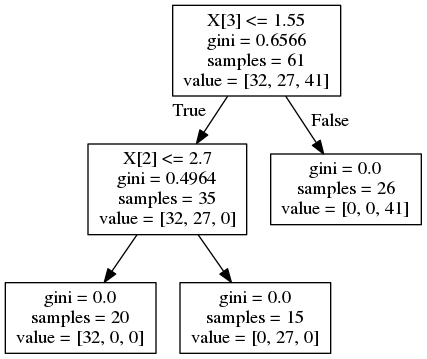 X[3] <= 1.55
gini = 0.6566
samples = 61
value = [32, 27, 41]
True
False
X[2] <= 2.7
gini = 0.4964
samples = 35
value = [32, 27, 0]
gini = 0.0
samples = 26
value = [0, 0, 41]
gini = 0.0
samples = 20
value = [32, 0, 0]
gini = 0.0
samples = 15
value = [0, 27, 0]